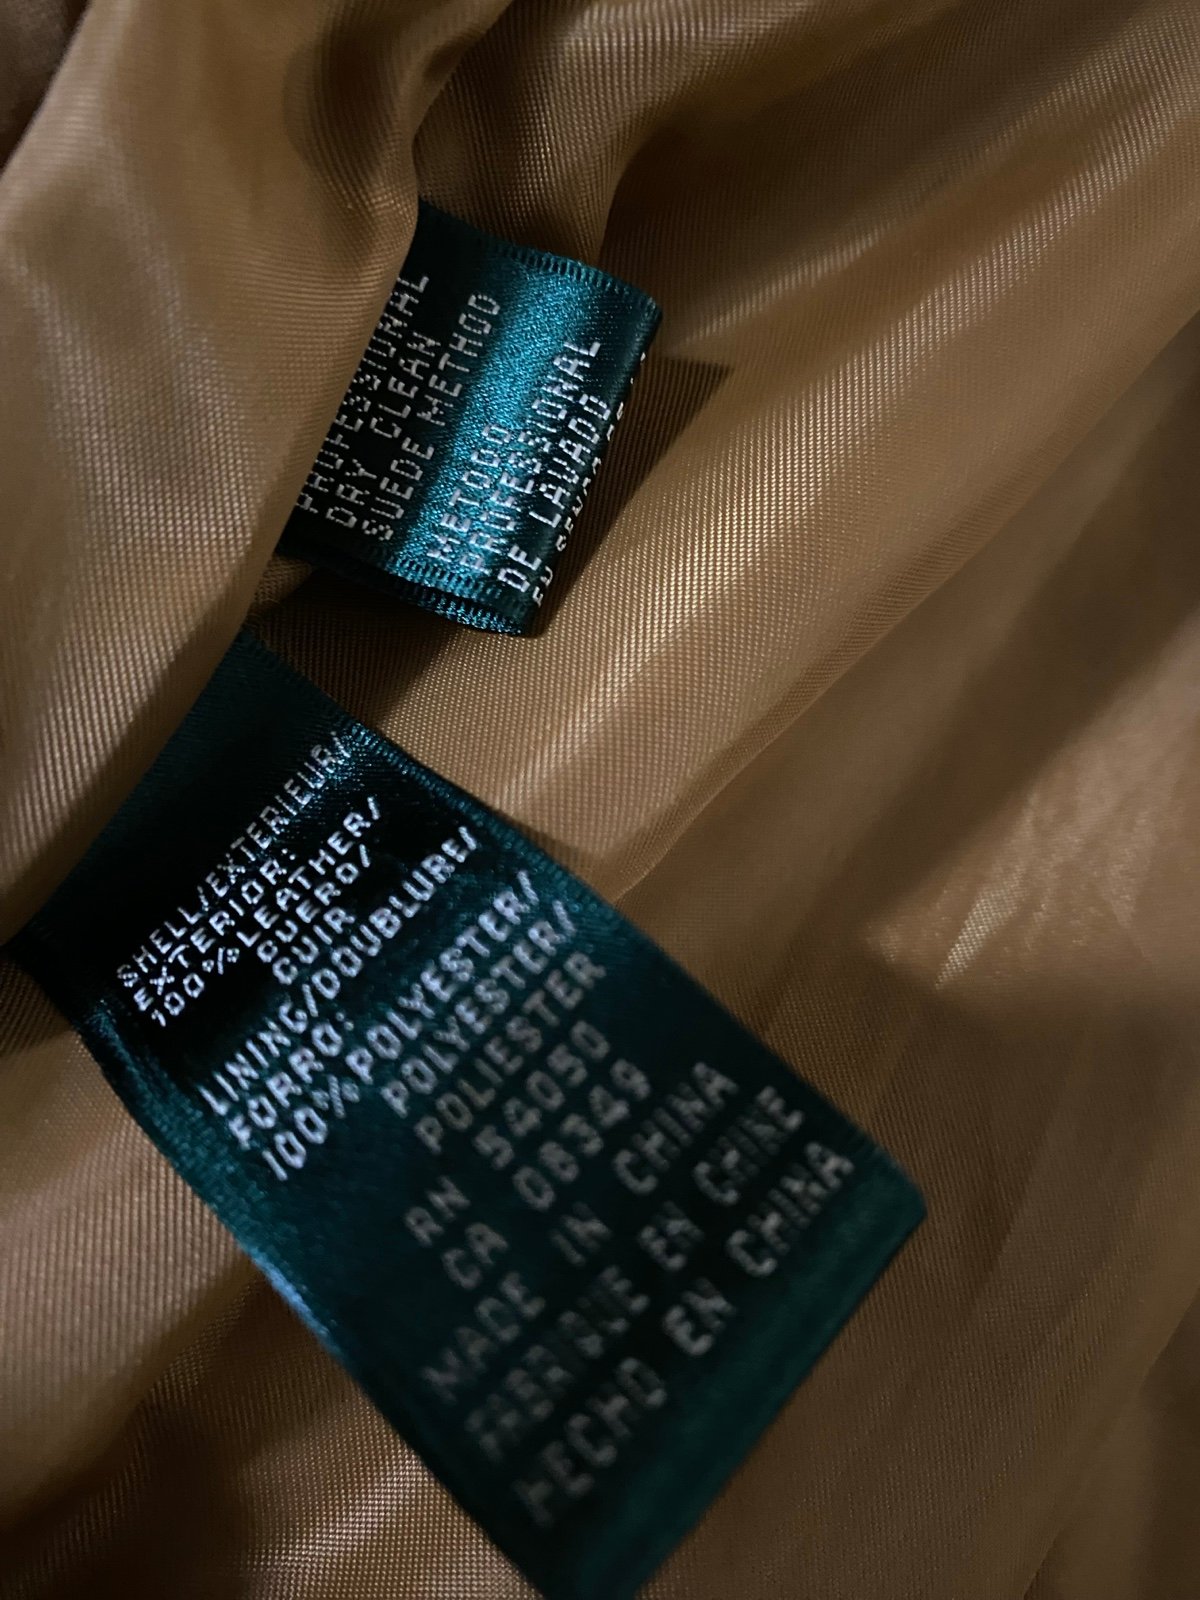 PROFESSIONAL
DRY CLEAN
SUEDE METHOD
METODO
PROFESSIONAL
DE LAVADO
SHELL/EXTERIEUR/
EXTERIOR:
100%LEATHER/
CUERO/
CUIR
LINING/DOUBLURE/
FORRO:
100%POLYESTER/
POLYESTER/
POLIESTER
RN 54050
CA 08349
MADE IN CHINA
FABRIQUE EN CHINE
HECHO EN CHINA